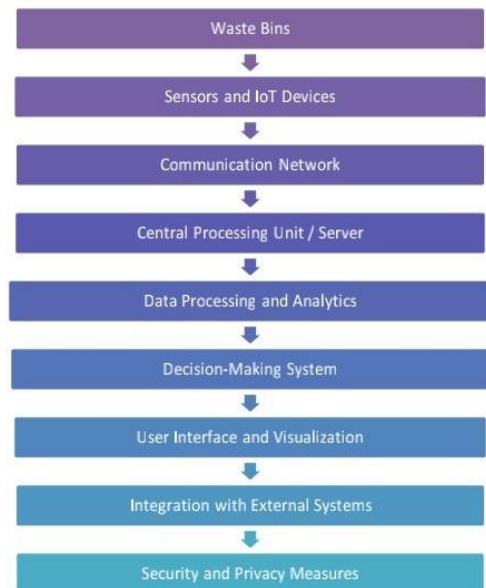 Waste Bins
Sensors and IoT Devices
Communication Network
Central Processing Unit / Server
Data Processing and Analytics
Decision-Making System
User Interface and Visualization
Integration with External Systems
Security and Privacy Measures